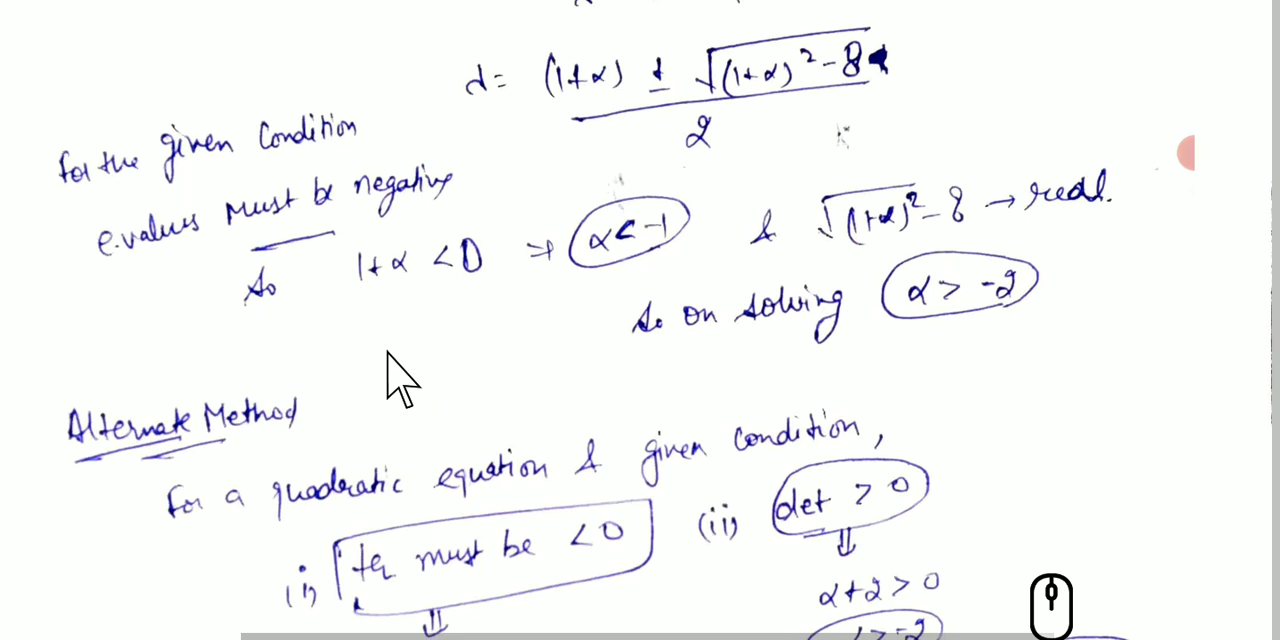 λ = (1+α) ± √(1+α)² - 8
2
for the given condition
e.values must be negative
so 1+α < 0 ⇒ α < -1 & √(1+α)² - 8 → real.
so on solving α > -2
Alternate Method
for a quadratic equation & given condition,
(i) tr must be < 0 (ii) det > 0
⇓ ⇓
α+2 > 0
α > -2